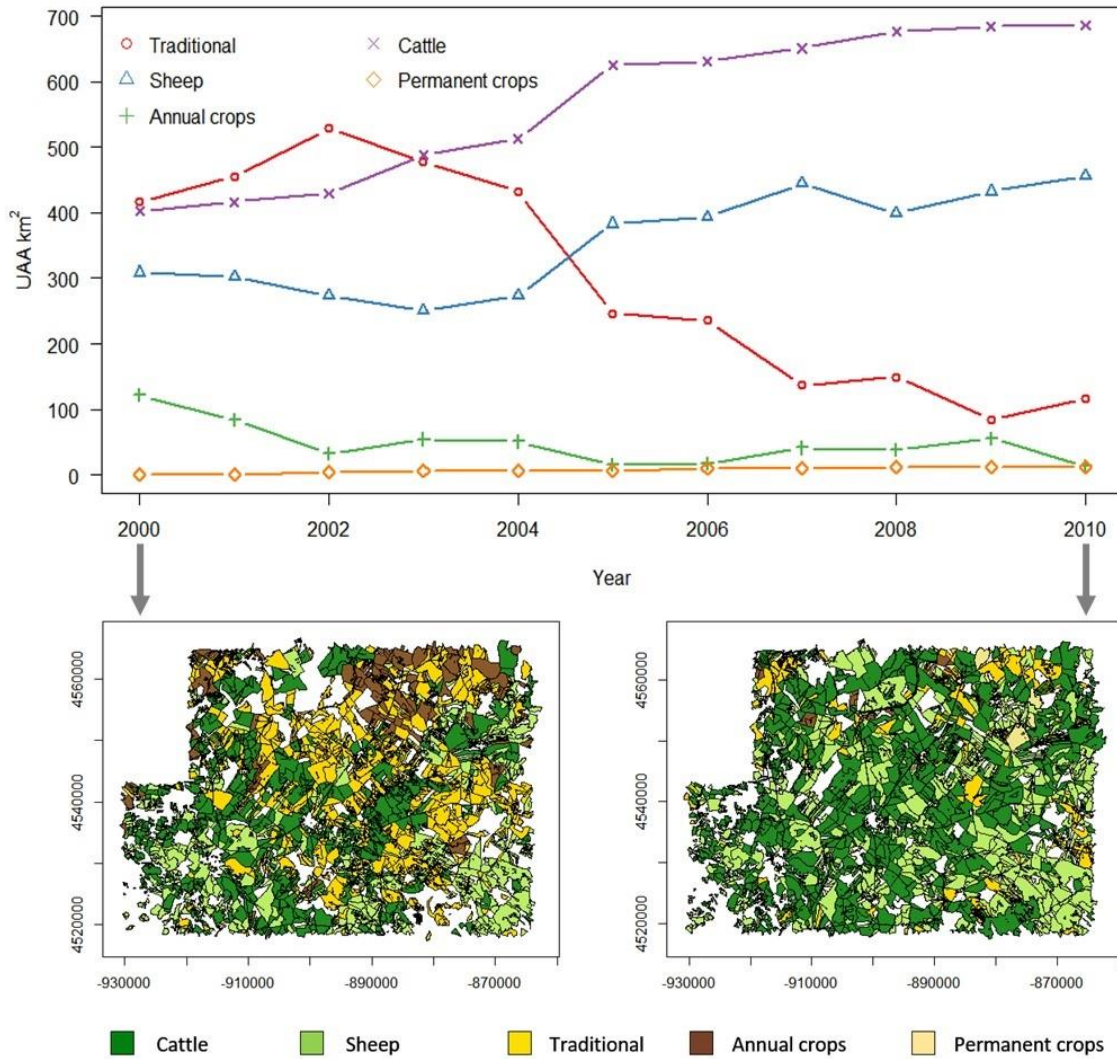 700
600
500
400
300
200
100
0
UAA km²
Traditional
Sheep
Annual crops
Cattle
Permanent crops
2000 2002 2004 2006 2008 2010
Year
4560000
4540000
4520000
-930000 -910000 -890000 -870000
4560000
4540000
4520000
-930000 -910000 -890000 -870000
Cattle Sheep Traditional Annual crops Permanent crops